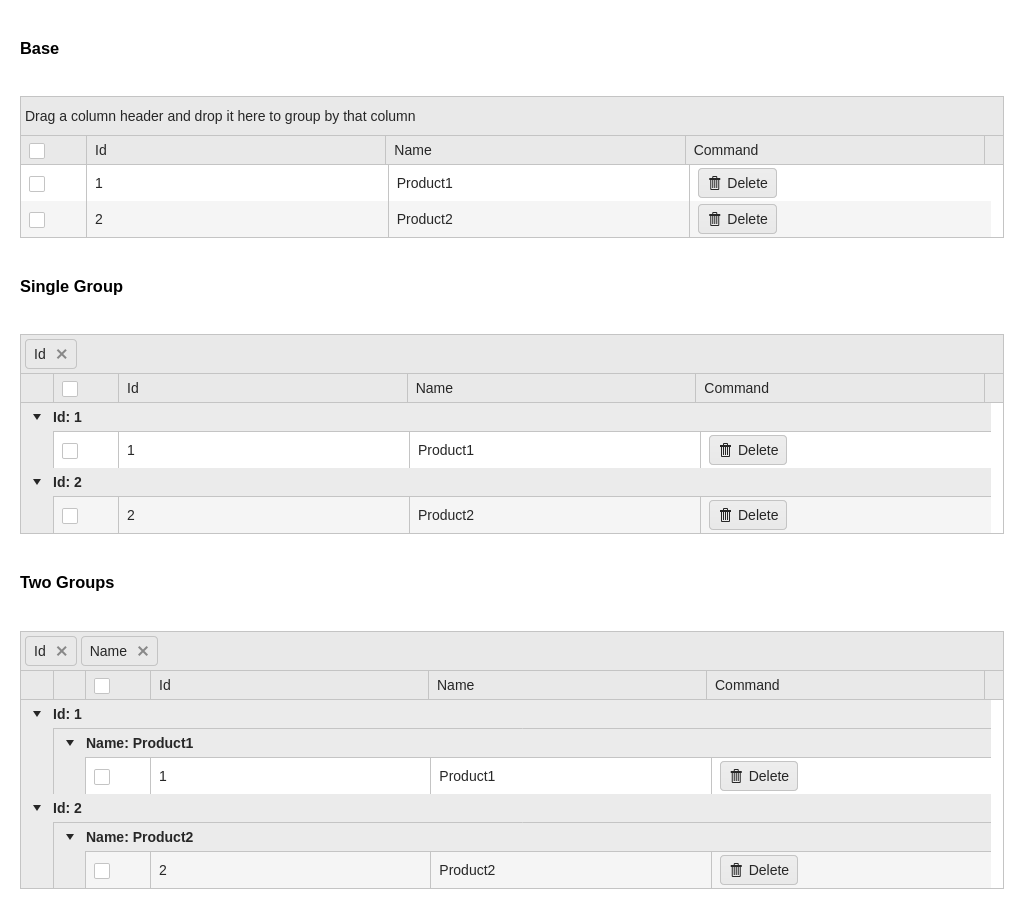 Base
Drag a column header and drop it here to group by that column
Id Name Command
1 Product1 Delete
2 Product2 Delete
Single Group
Id
Id Name Command
Id: 1
1 Product1 Delete
Id: 2
2 Product2 Delete
Two Groups
Id Name
Id Name Command
Id: 1
Name: Product1
1 Product1 Delete
Id: 2
Name: Product2
2 Product2 Delete